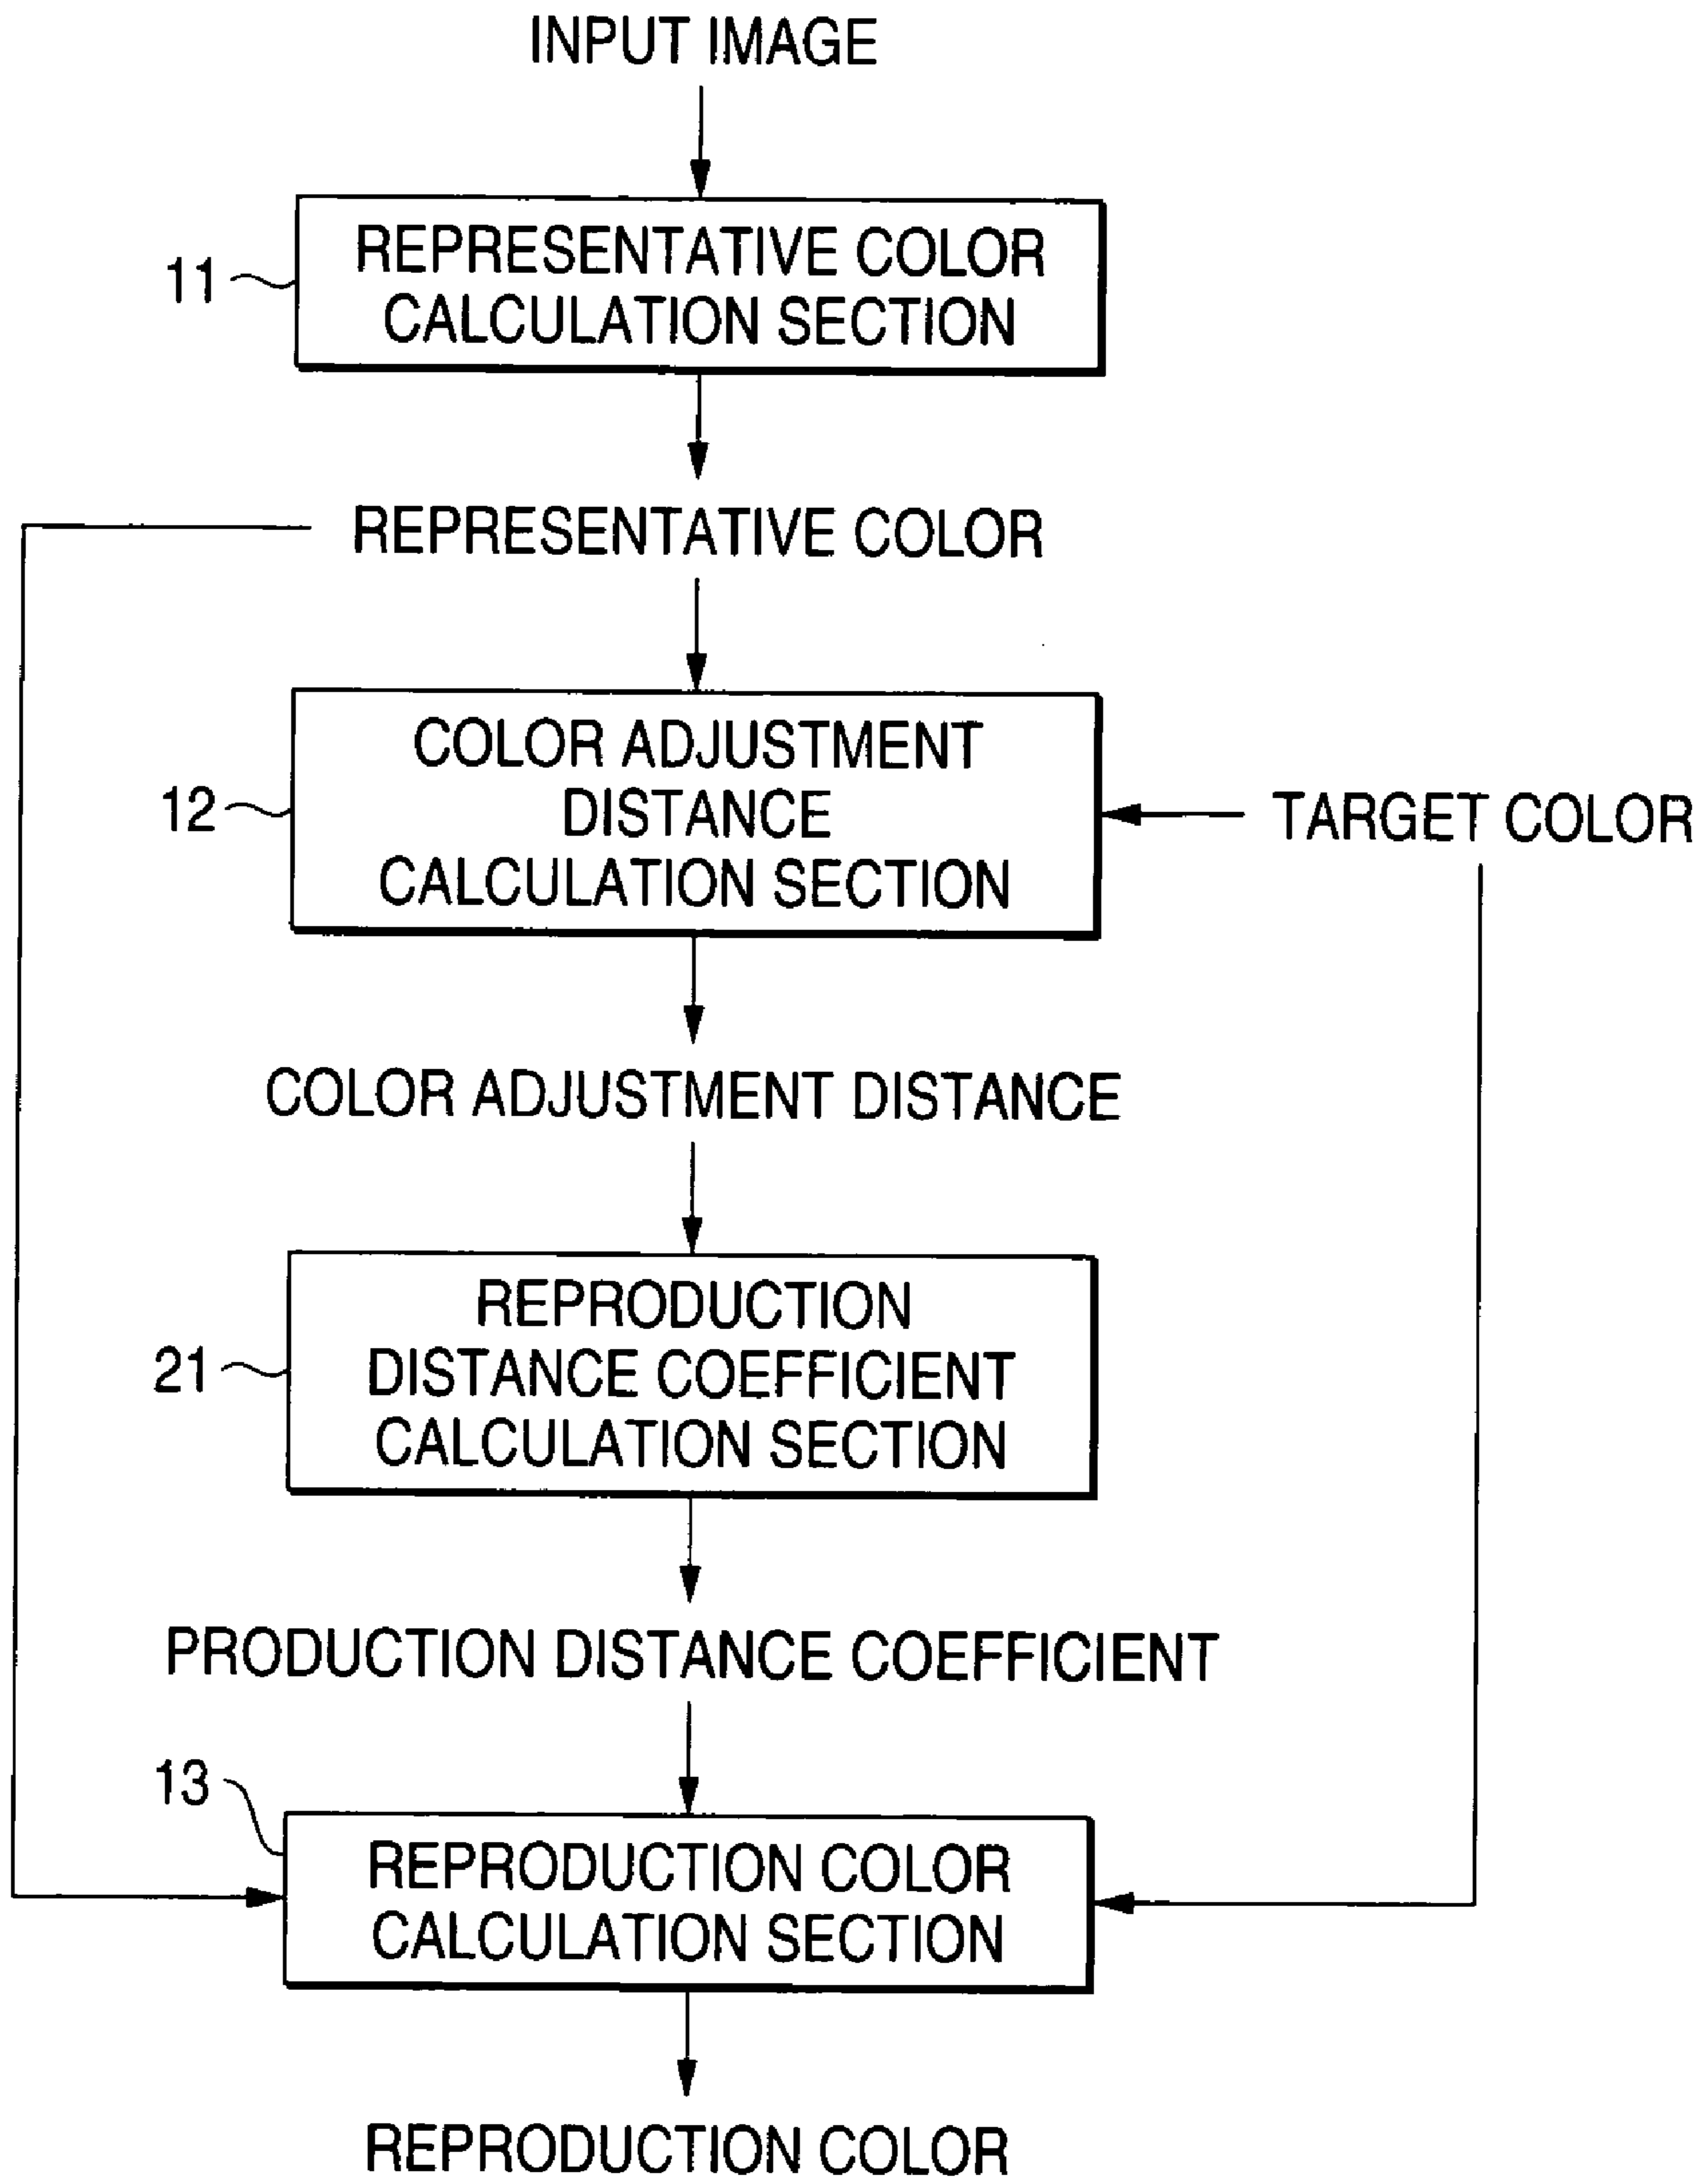 INPUT IMAGE
11
REPRESENTATIVE COLOR
CALCULATION SECTION
REPRESENTATIVE COLOR
12
COLOR ADJUSTMENT
DISTANCE
CALCULATION SECTION
TARGET COLOR
COLOR ADJUSTMENT DISTANCE
21
REPRODUCTION
DISTANCE COEFFICIENT
CALCULATION SECTION
PRODUCTION DISTANCE COEFFICIENT
13
REPRODUCTION COLOR
CALCULATION SECTION
REPRODUCTION COLOR